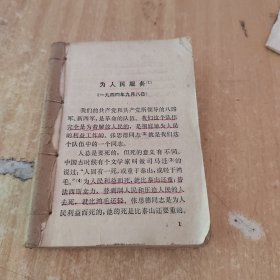 为人民服务〔1〕
(一九四四年九月八日)
我们的共产党和共产党所领导的八路
军、新四军,是革命的队伍。我们这个队伍
完全是为着解放人民的,是彻底地为人民
的利益工作的。张思德同志〔2〕就是我们这
个队伍中的一个同志。
人总是要死的,但死的意义有不同。
中国古时候有个文学家叫做司马迁〔3〕的
说过:“人固有一死,或重于泰山,或轻于鸿
毛。”〔4〕为人民利益而死,就比泰山还重;替
法西斯卖力,替剥削人民和压迫人民的人
去死,就比鸿毛还轻。张思德同志是为人
民利益而死的,他的死是比泰山还要重的。
1